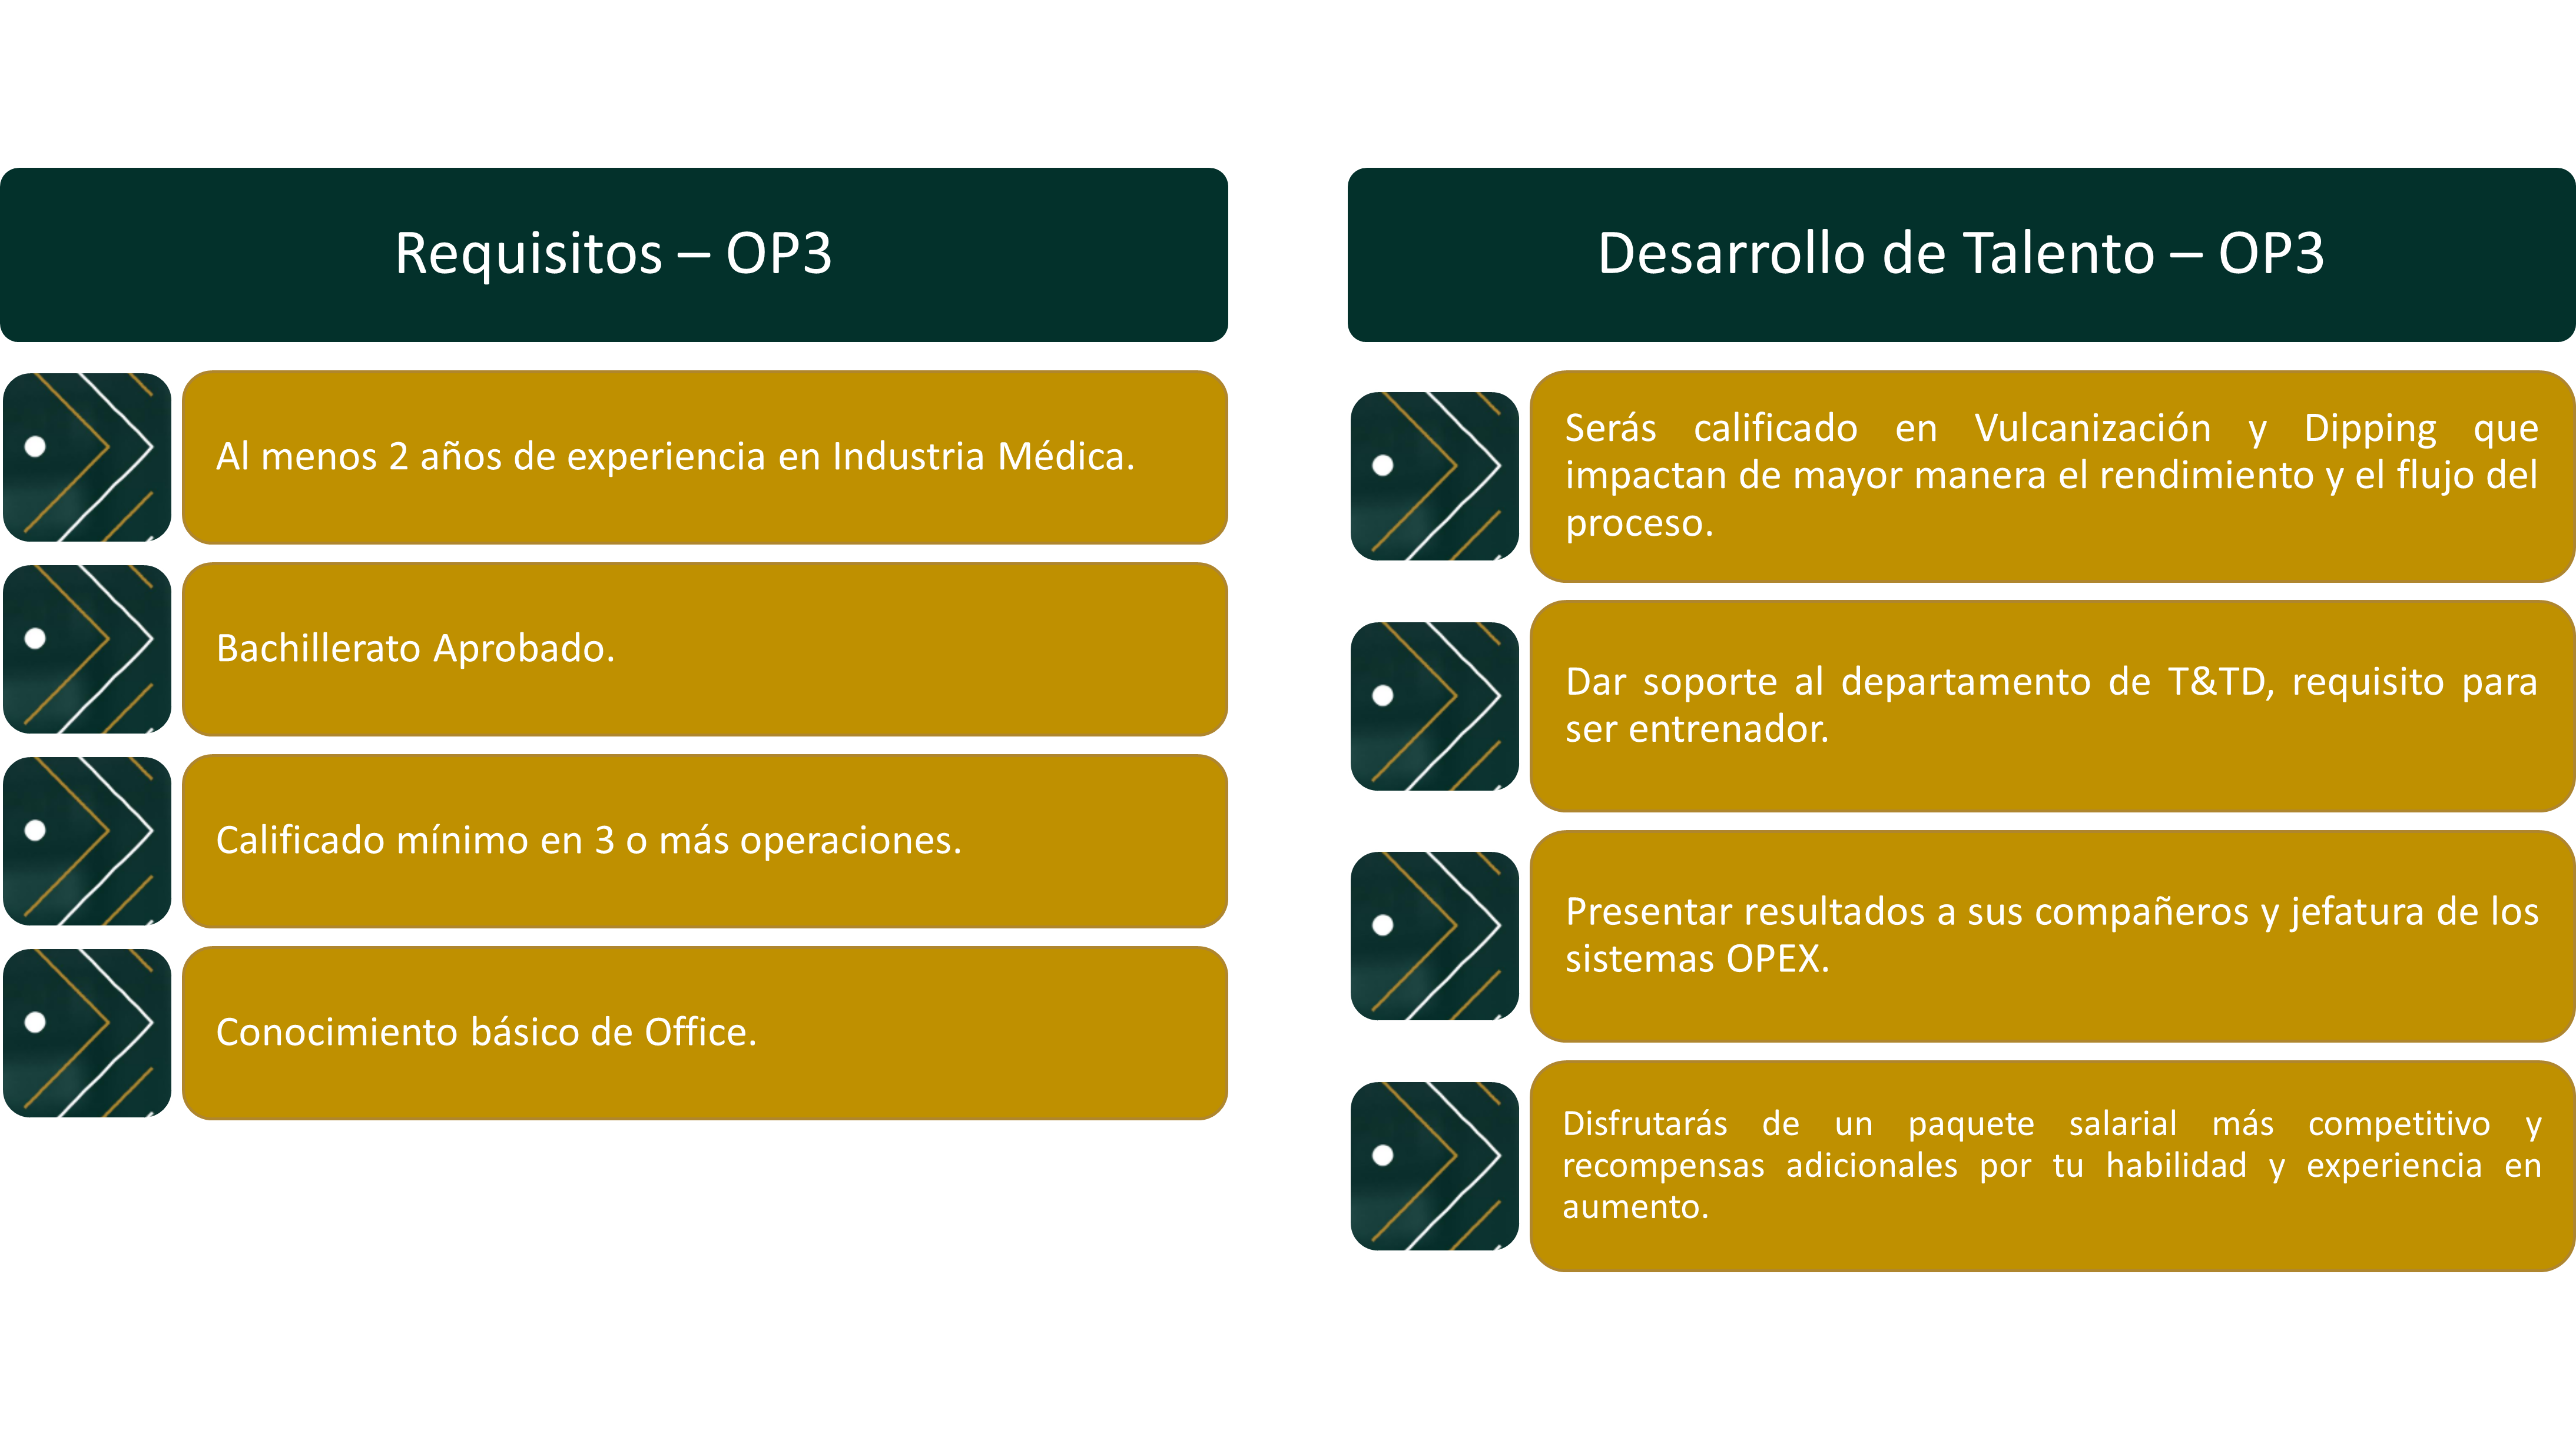 Requisitos – OP3
Al menos 2 años de experiencia en Industria Médica.
Bachillerato Aprobado.
Calificado mínimo en 3 o más operaciones.
Conocimiento básico de Office.
Desarrollo de Talento – OP3
Serás calificado en Vulcanización y Dipping que
impactan de mayor manera el rendimiento y el flujo del
proceso.
Dar soporte al departamento de T&TD, requisito para
ser entrenador.
Presentar resultados a sus compañeros y jefatura de los
sistemas OPEX.
Disfrutarás de un paquete salarial más competitivo y
recompensas adicionales por tu habilidad y experiencia en
aumento.